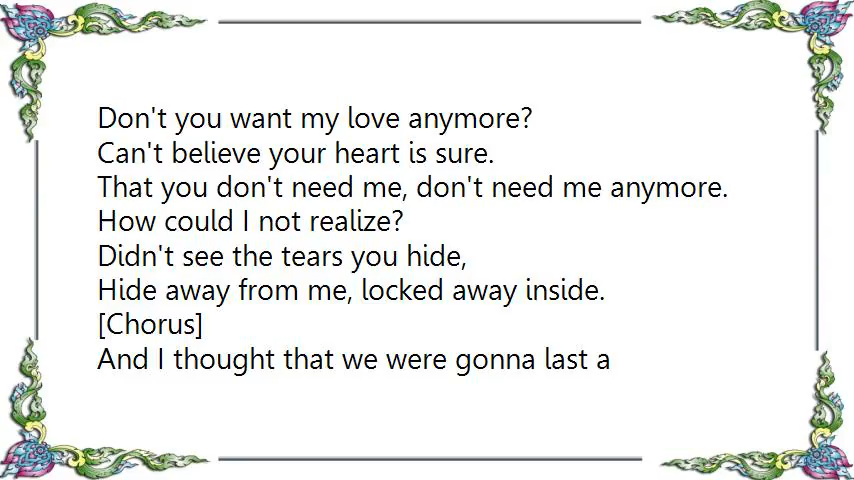 Don't you want my love anymore?
Can't believe your heart is sure.
That you don't need me, don't need me anymore.
How could I not realize?
Didn't see the tears you hide,
Hide away from me, locked away inside.
[Chorus]
And I thought that we were gonna last a